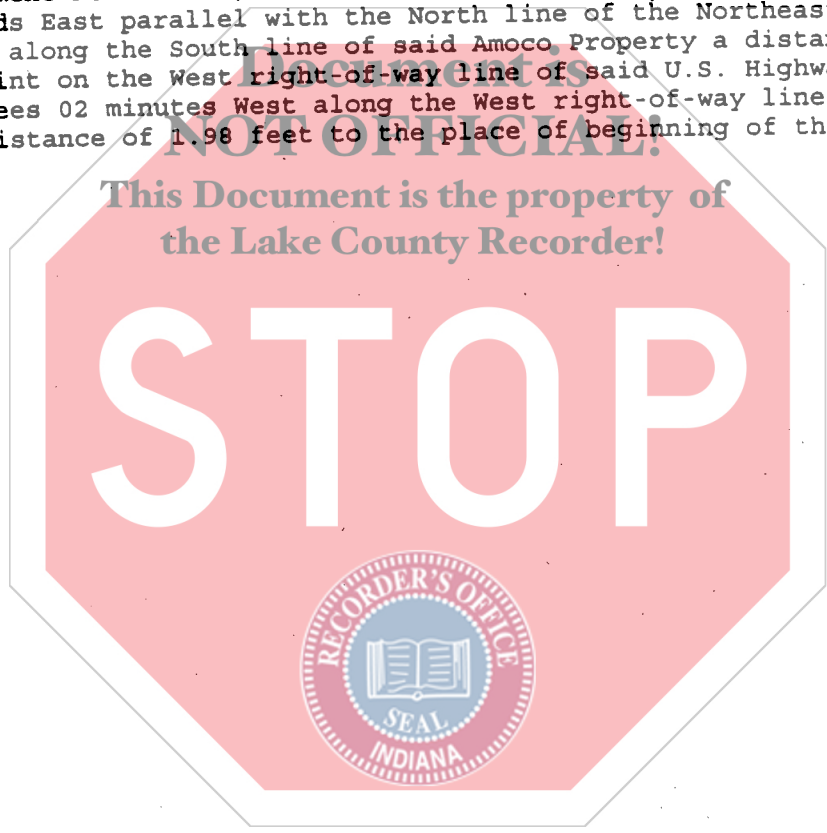 ds East parallel with the North line of the Northeas
along the South line of said Amoco Property a distan
int on the West right-of-way line of said U.S. Highwa
ees 02 minutes West along the West right-of-way line
istance of 1.98 feet to the place of beginning of th
Document is
NOT OFFICIAL!
This Document is the property of
the Lake County Recorder!
STOP
RECORDER'S OFFICE
SEAL
INDIANA